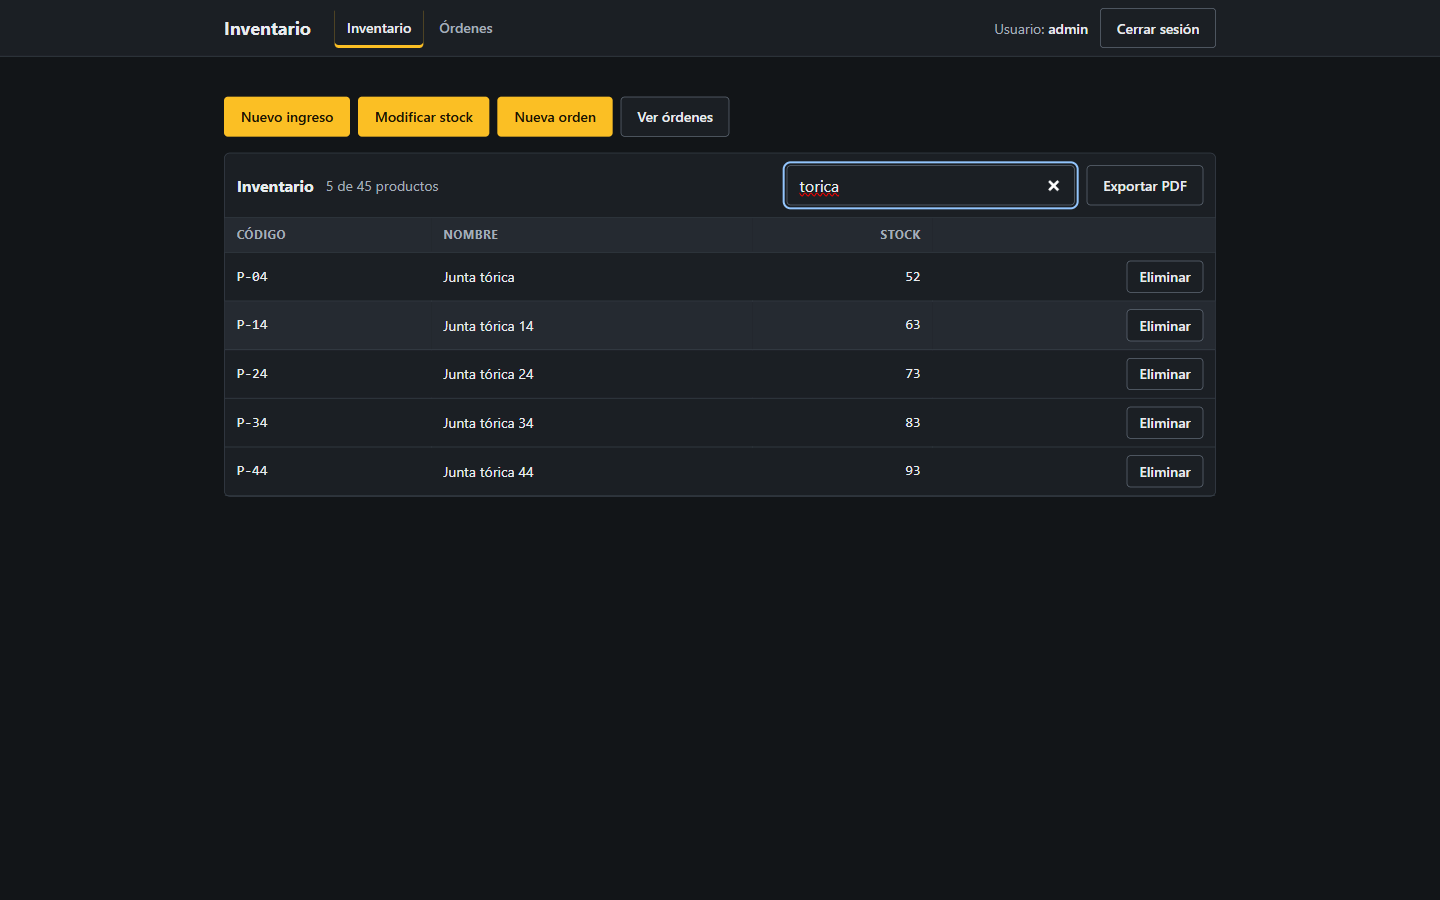 Inventario Inventario Órdenes Usuario: admin Cerrar sesión
Nuevo ingreso Modificar stock Nueva orden Ver órdenes
Inventario 5 de 45 productos torica Exportar PDF
CÓDIGO NOMBRE STOCK
P-04 Junta tórica 52 Eliminar
P-14 Junta tórica 14 63 Eliminar
P-24 Junta tórica 24 73 Eliminar
P-34 Junta tórica 34 83 Eliminar
P-44 Junta tórica 44 93 Eliminar